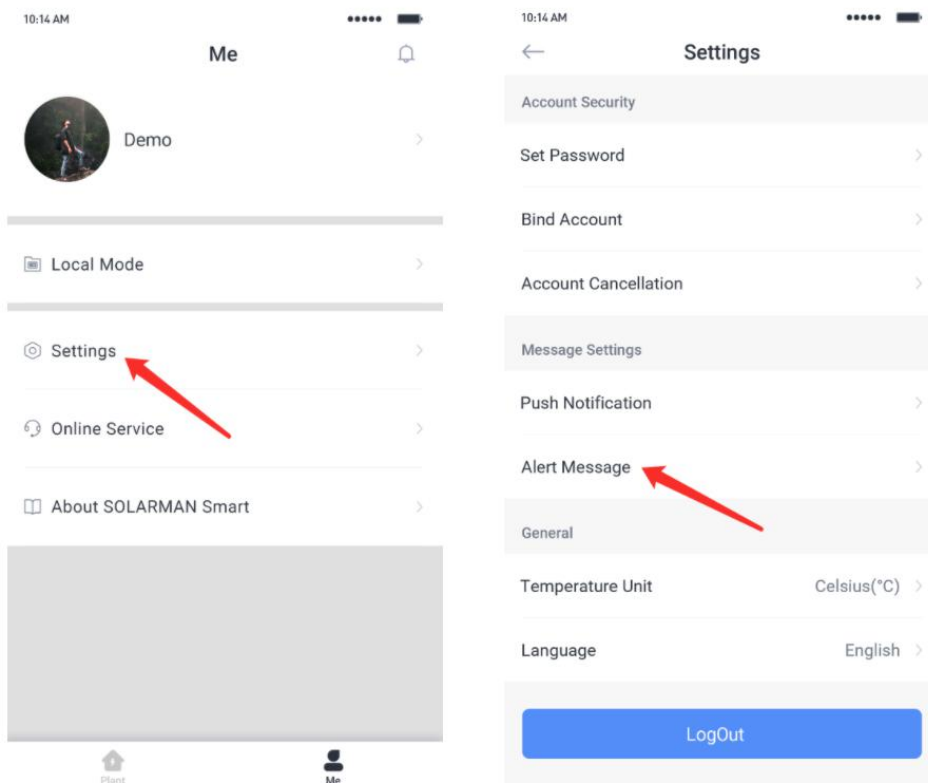 10:14 AM
Me
Demo
Local Mode
Settings
Online Service
About SOLARMAN Smart
Plant
Me
10:14 AM
Settings
Account Security
Set Password
Bind Account
Account Cancellation
Message Settings
Push Notification
Alert Message
General
Temperature Unit Celsius(°C)
Language English
LogOut